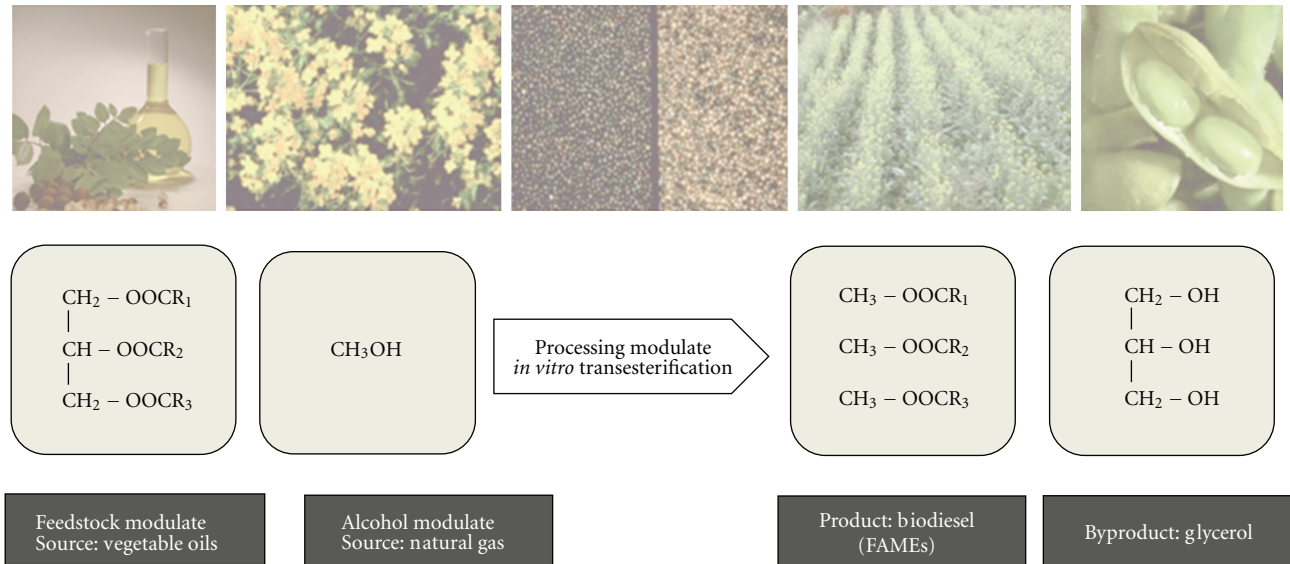 CH₂ – OOCR₁
CH – OOCR₂
CH₂ – OOCR₃
CH₃OH
Processing modulate
in vitro transesterification
CH₃ – OOCR₁
CH₃ – OOCR₂
CH₃ – OOCR₃
CH₂ – OH
CH – OH
CH₂ – OH
Feedstock modulate
Source: vegetable oils
Alcohol modulate
Source: natural gas
Product: biodiesel
(FAMEs)
Byproduct: glycerol